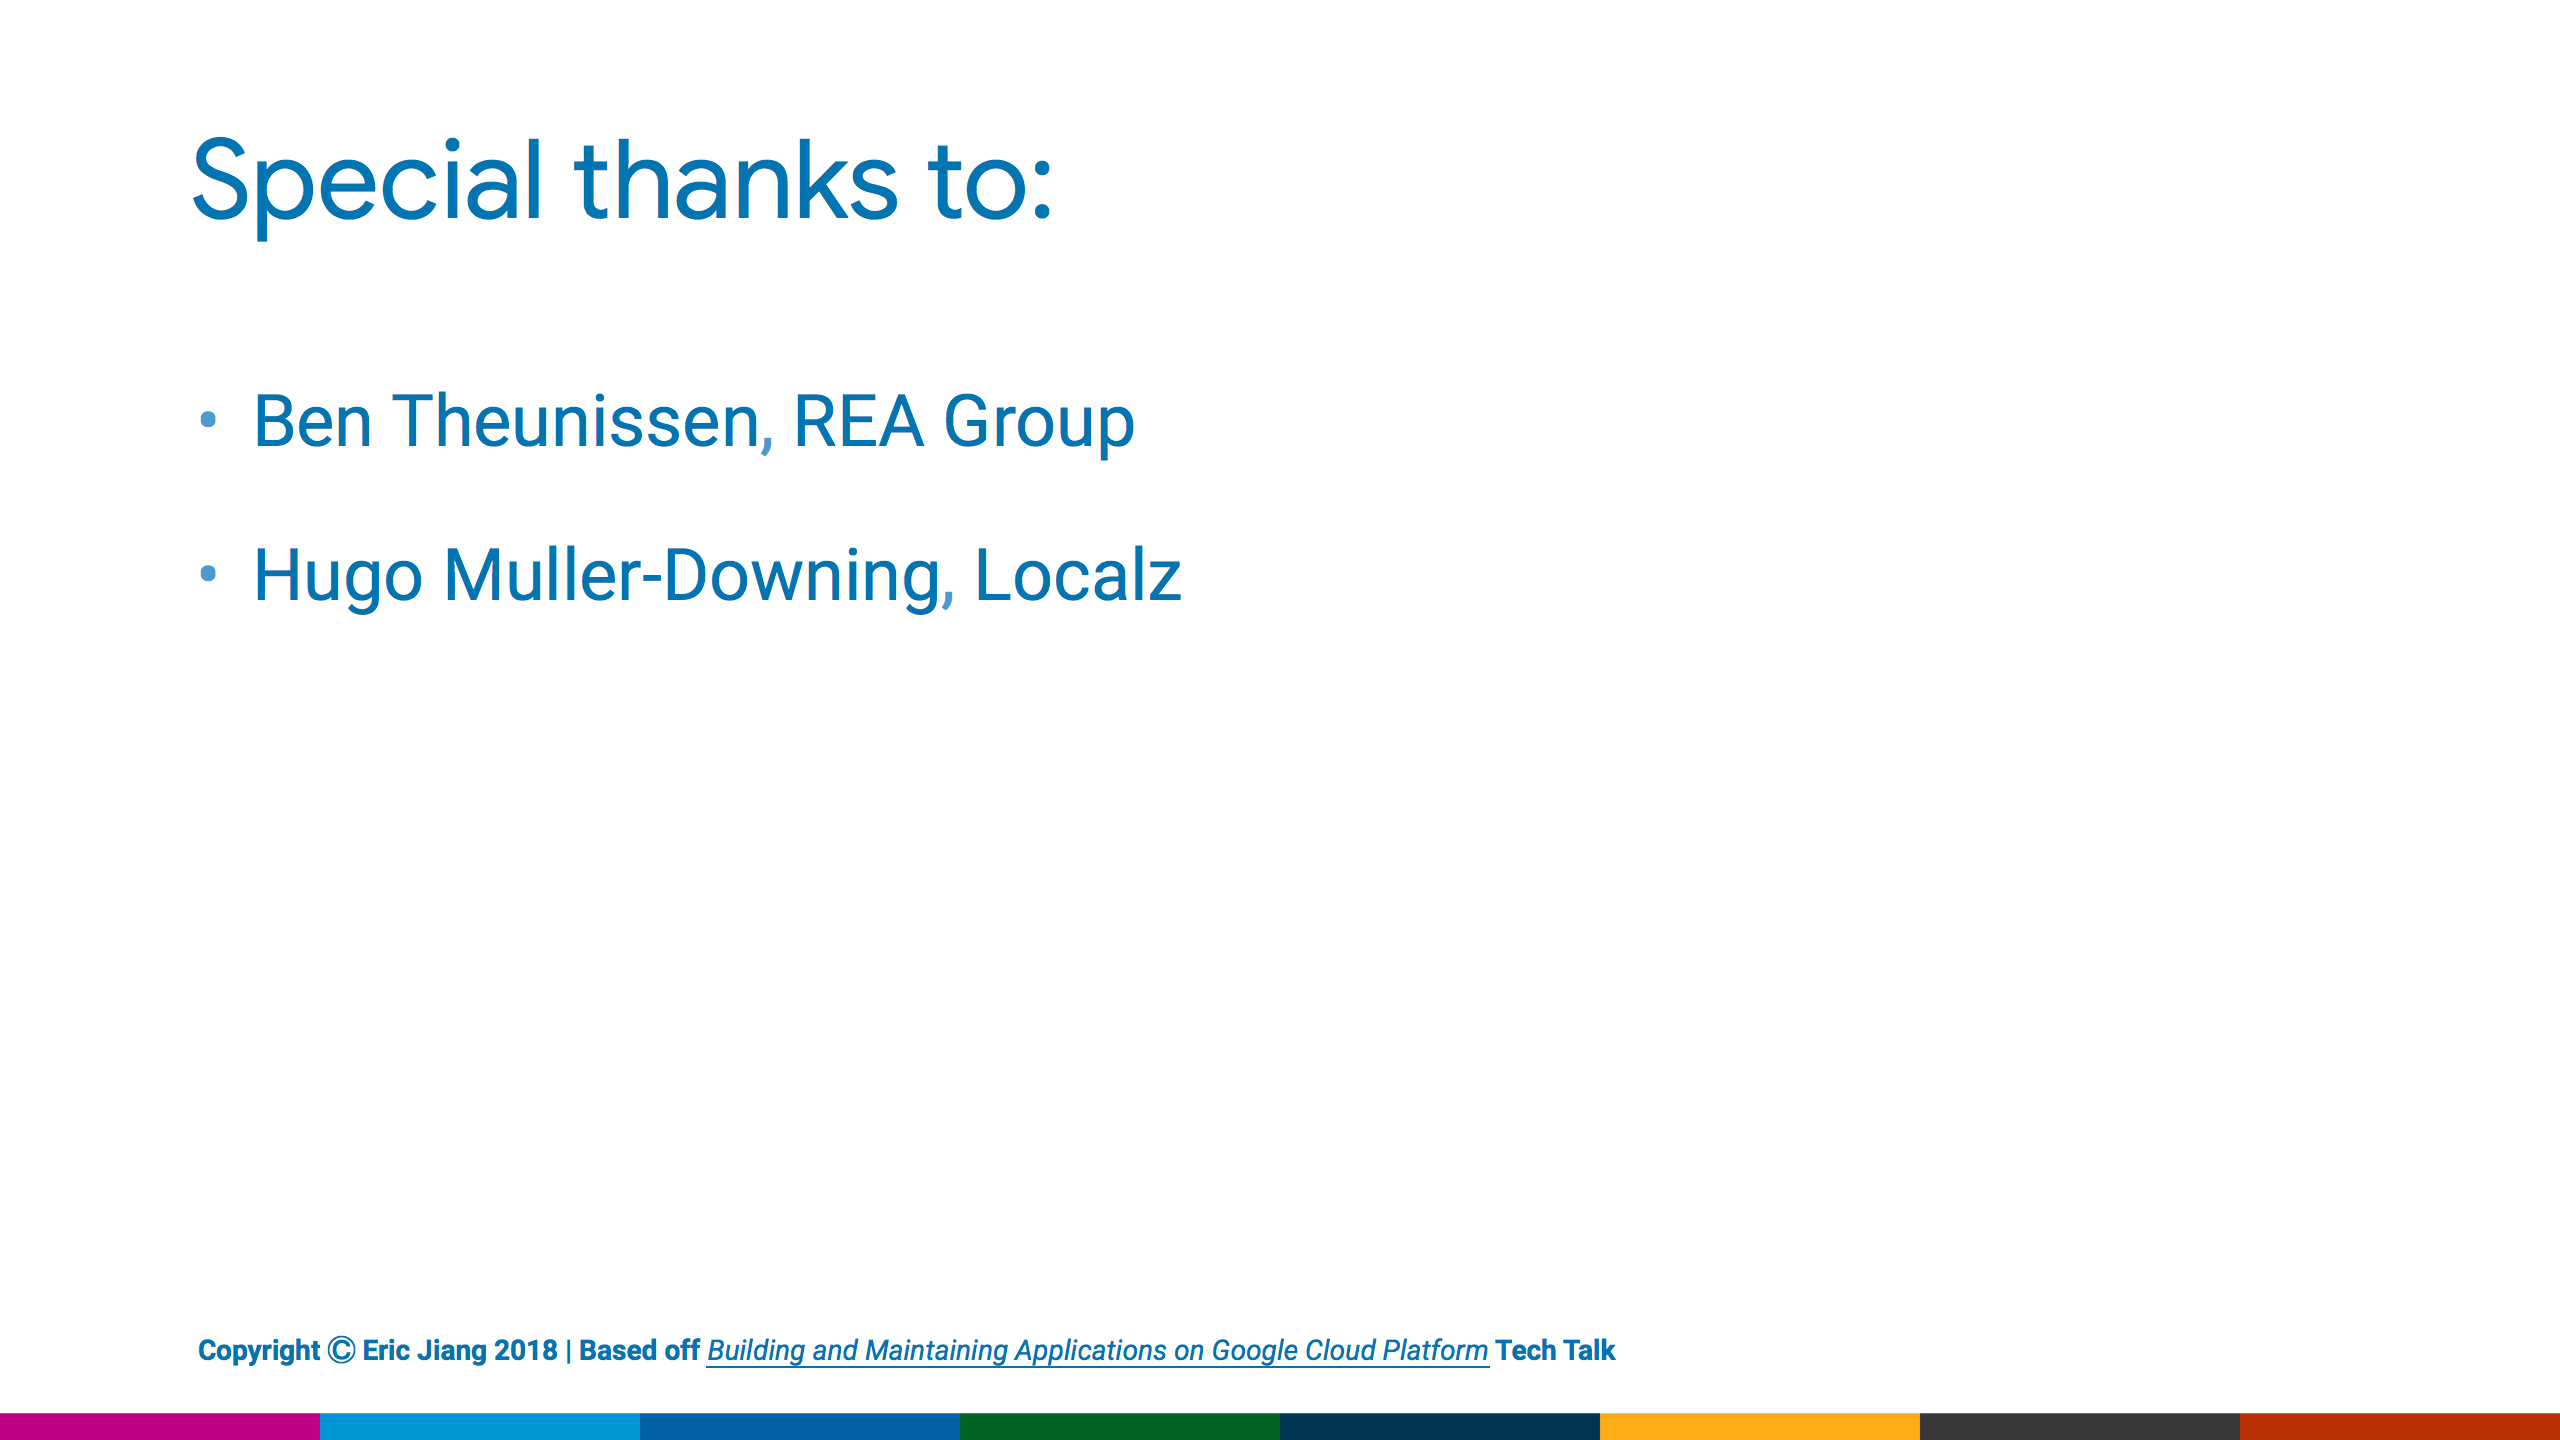 Special thanks to:
• Ben Theunissen, REA Group
• Hugo Muller-Downing, Localz
Copyright © Eric Jiang 2018 | Based off Building and Maintaining Applications on Google Cloud Platform Tech Talk